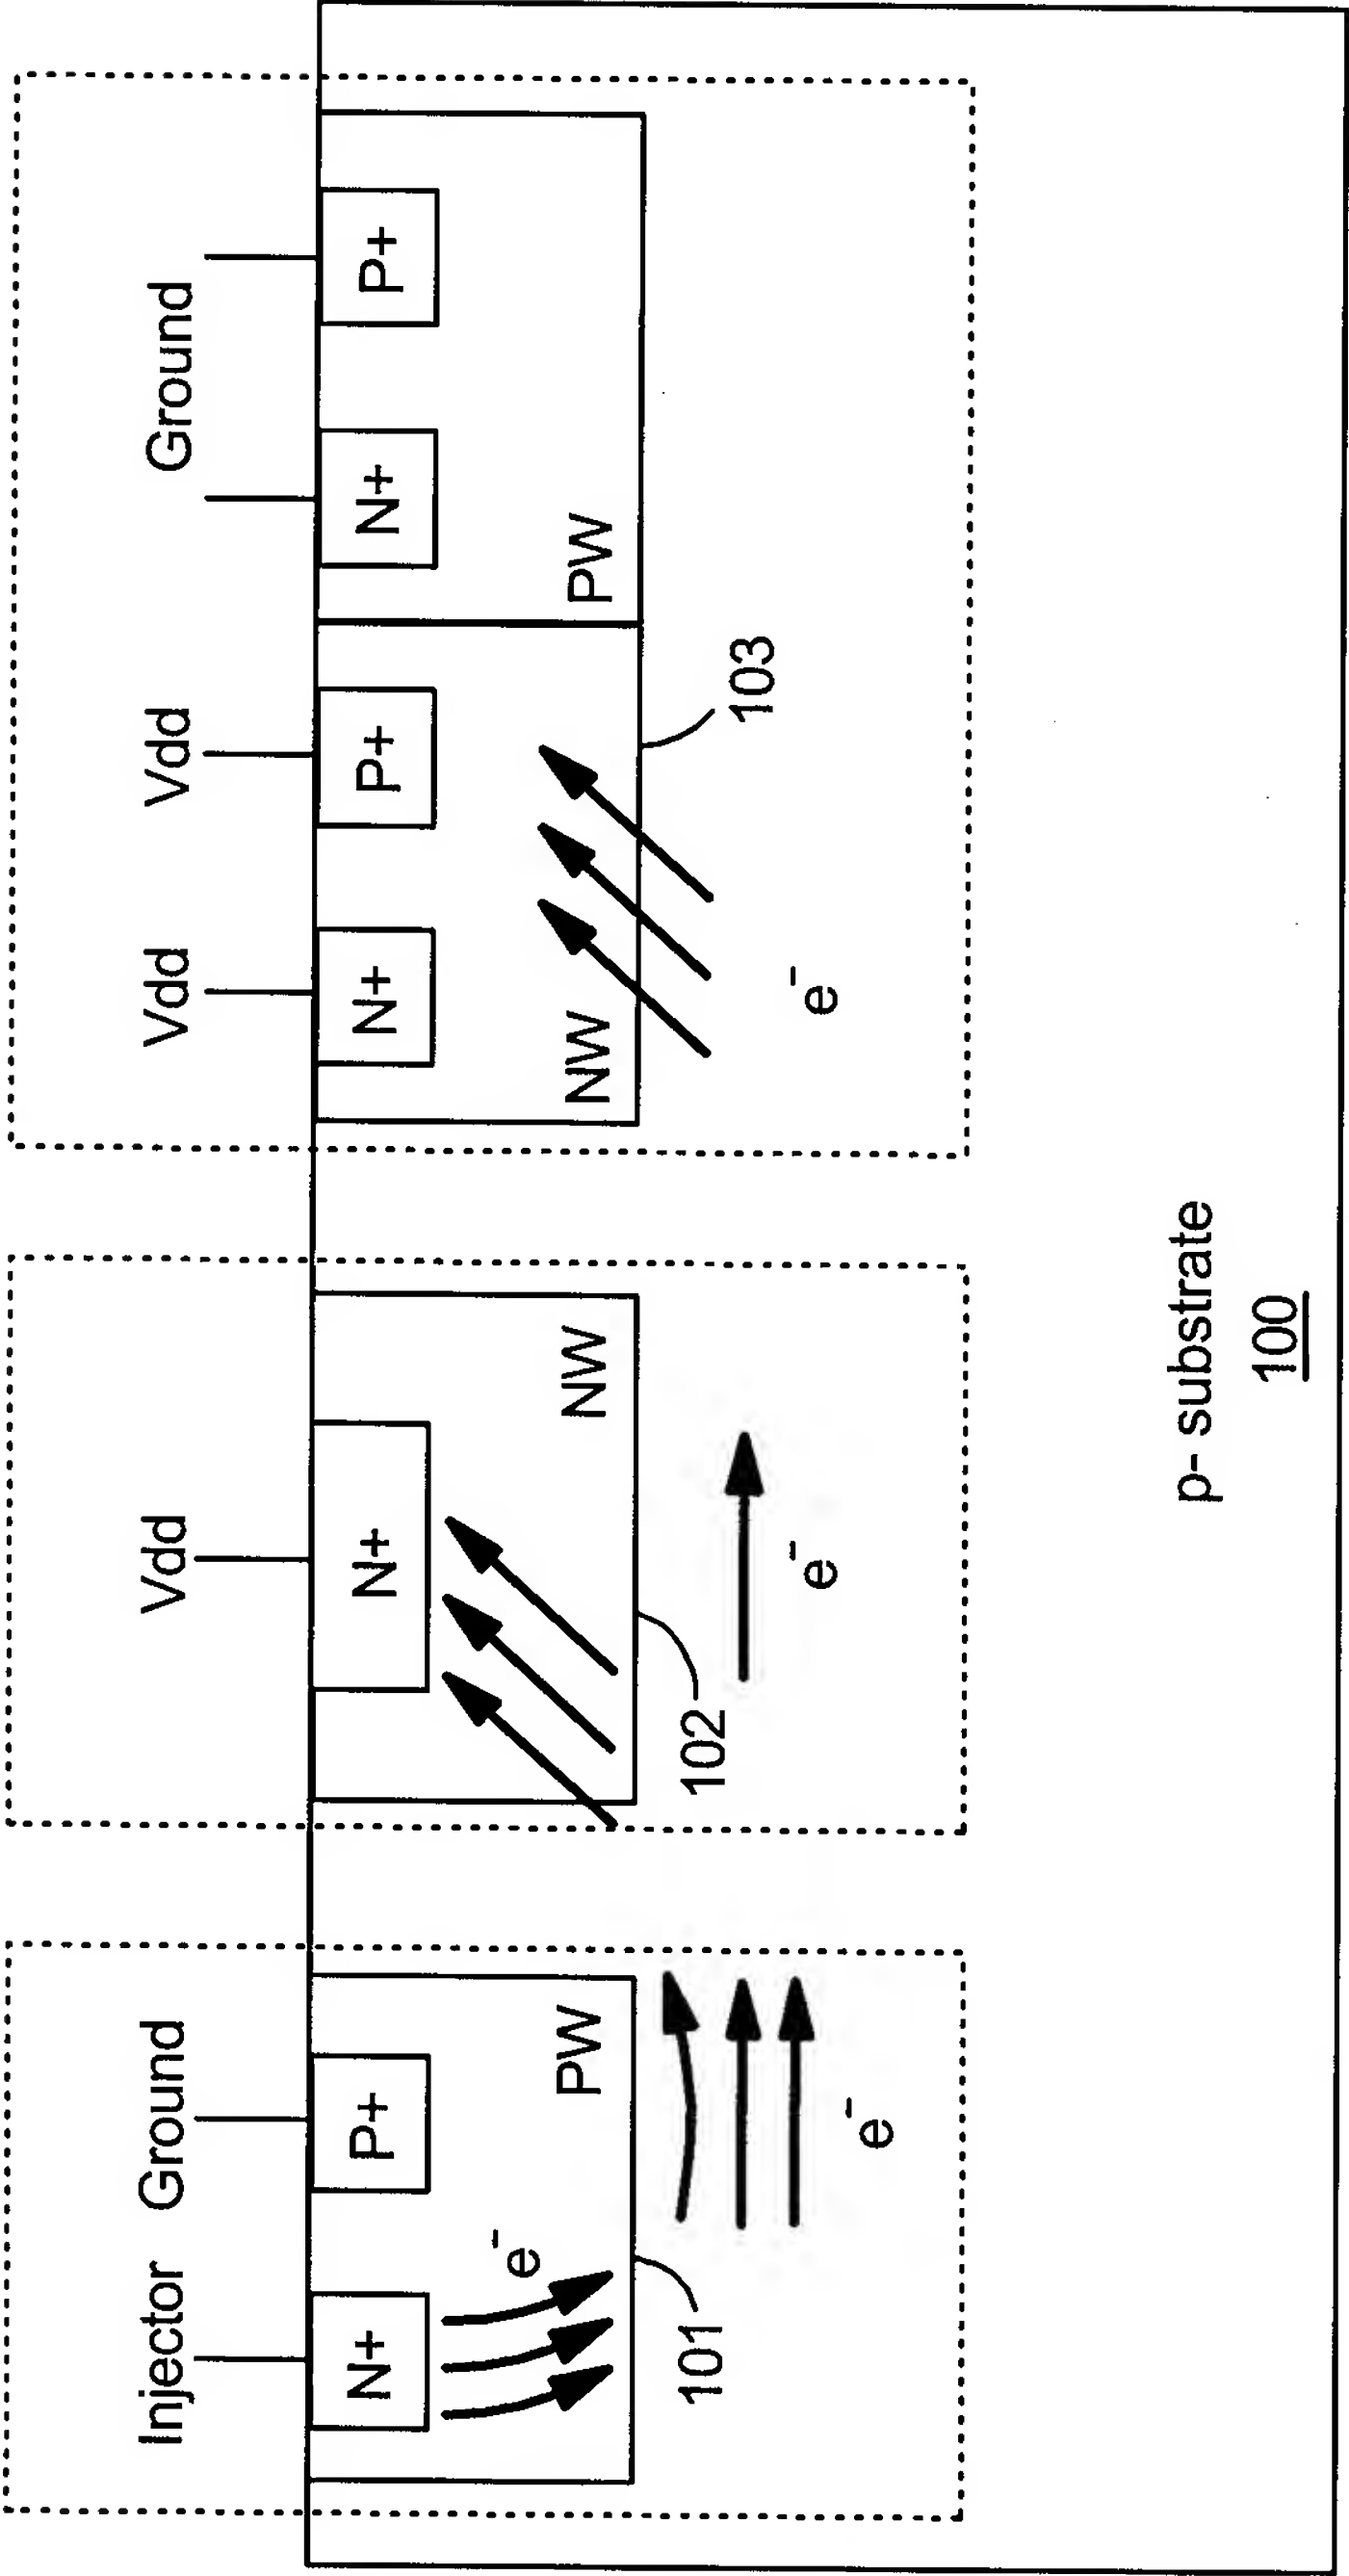 Injector Ground Vdd Vdd Vdd Ground
N+ P+ N+ N+ P+ N+ P+
e⁻
PW NW NW PW
101 102 103
e⁻ e⁻ e⁻
p- substrate
100